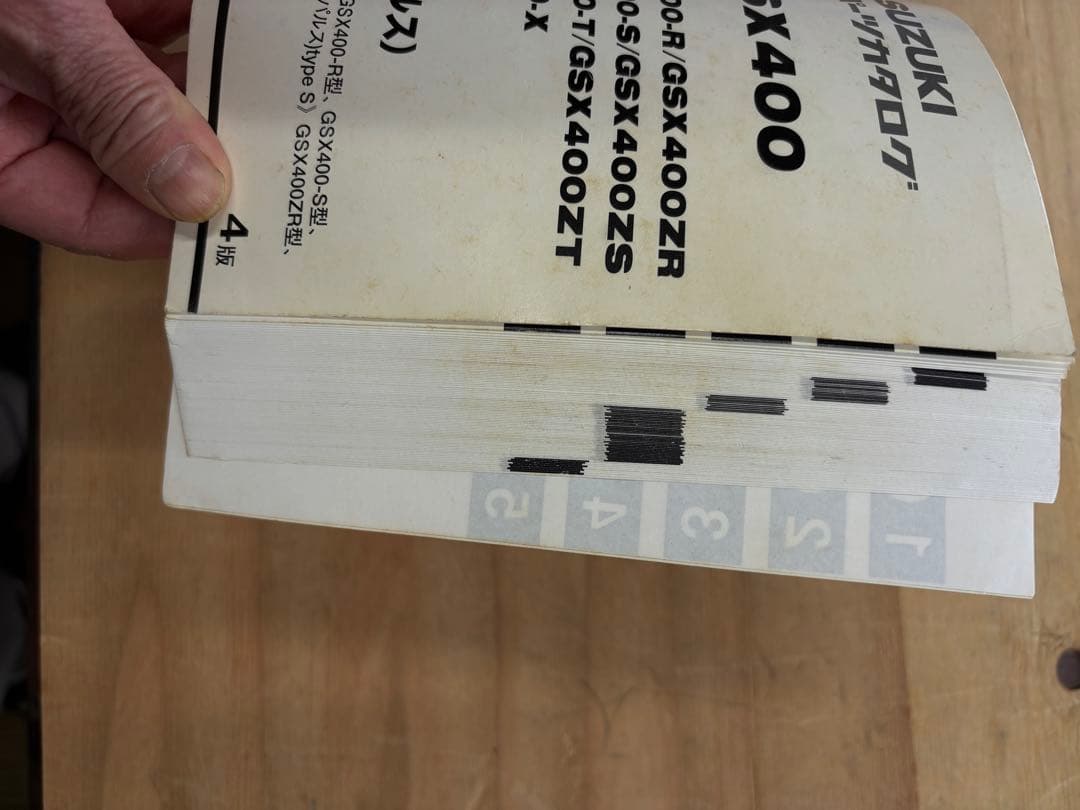 SUZUKI
パーツカタログ
SX400
00-R/GSX400ZR
0-S/GSX400ZS
0-T/GSX400ZT
-X
ルス)
GSX400-R型、GSX400-S型、
パルス)type S》 GSX400ZR型、
4版
1
2
3
4
5